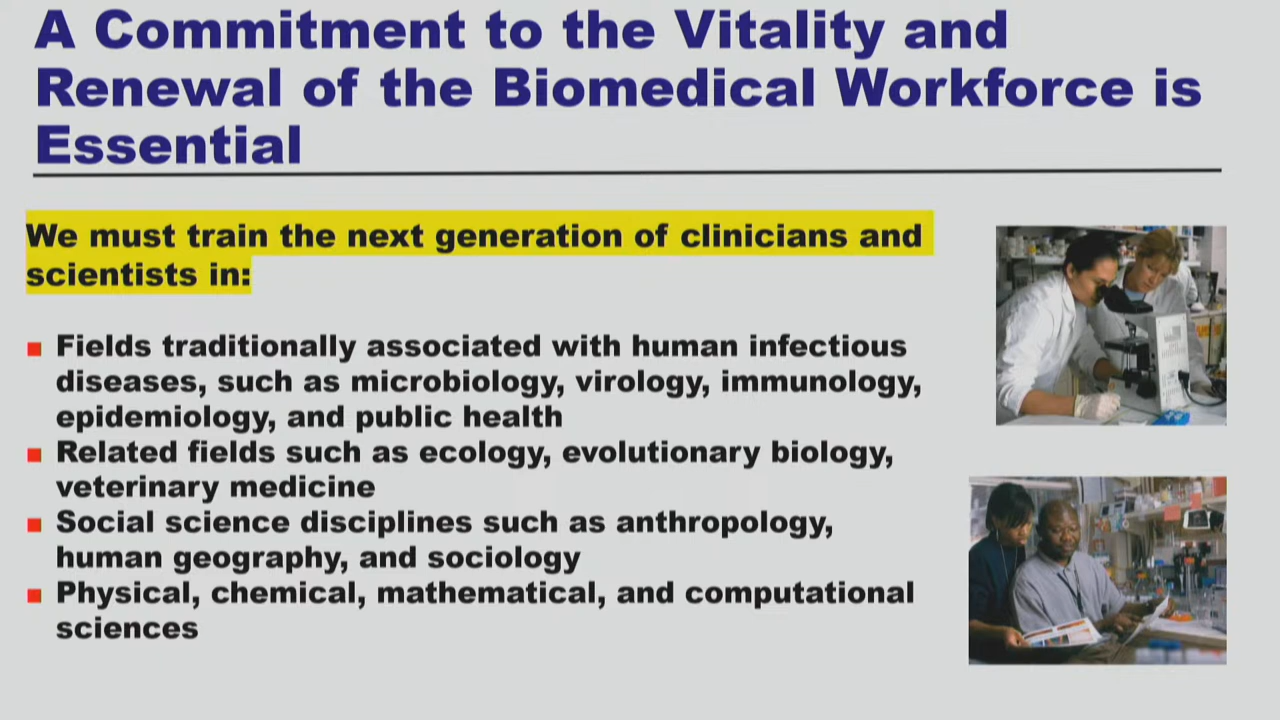 A Commitment to the Vitality and
Renewal of the Biomedical Workforce is
Essential
We must train the next generation of clinicians and
scientists in:
Fields traditionally associated with human infectious
diseases, such as microbiology, virology, immunology,
epidemiology, and public health
Related fields such as ecology, evolutionary biology,
veterinary medicine
Social science disciplines such as anthropology,
human geography, and sociology
Physical, chemical, mathematical, and computational
sciences